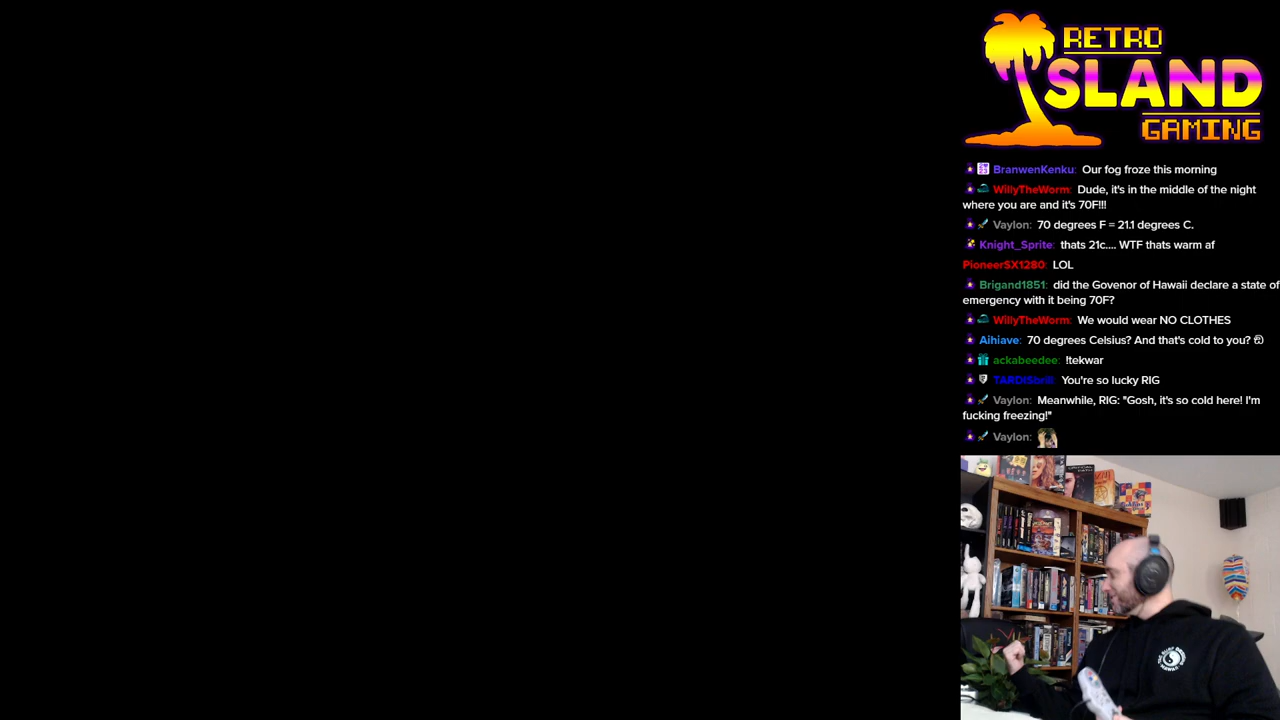 RETRO
ISLAND
GAMING
BranwenKenku: Our fog froze this morning
WillyTheWorm: Dude, it's in the middle of the night
where you are and it's 70F!!!
Vaylon: 70 degrees F = 21.1 degrees C.
Knight_Sprite: thats 21c.... WTF thats warm af
PioneerSX1280: LOL
Brigand1851: did the Govenor of Hawaii declare a state of
emergency with it being 70F?
WillyTheWorm: We would wear NO CLOTHES
Aihiave: 70 degrees Celsius? And that's cold to you?
ackabeedee: !tekwar
TARDISbrit: You're so lucky RIG
Vaylon: Meanwhile, RIG: "Gosh, it's so cold here! I'm
fucking freezing!"
Vaylon: